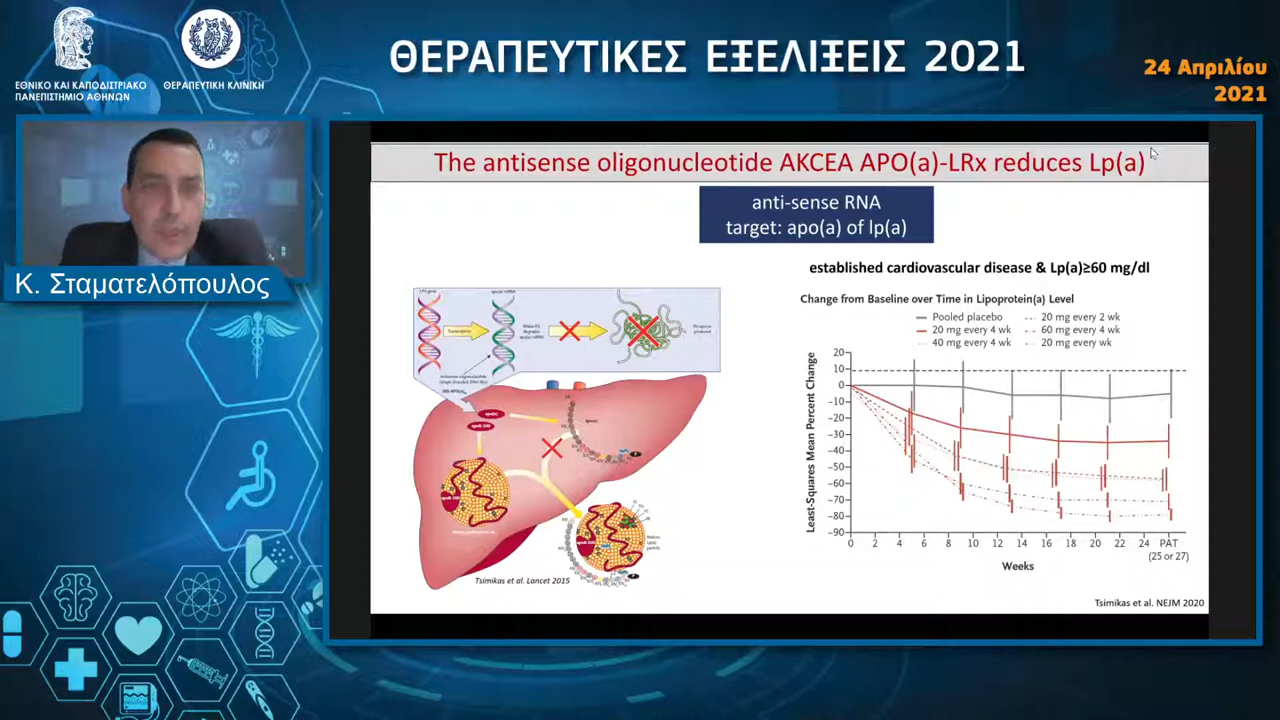 ΘΕΡΑΠΕΥΤΙΚΕΣ ΕΞΕΛΙΞΕΙΣ 2021
24 Απριλίου
2021
ΕΘΝΙΚΟ ΚΑΙ ΚΑΠΟΔΙΣΤΡΙΑΚΟ
ΠΑΝΕΠΙΣΤΗΜΙΟ ΑΘΗΝΩΝ
ΘΕΡΑΠΕΥΤΙΚΗ ΚΛΙΝΙΚΗ
Κ. Σταματελόπουλος
The antisense oligonucleotide AKCEA APO(a)-LRx reduces Lp(a)
anti-sense RNA
target: apo(a) of lp(a)
established cardiovascular disease & Lp(a)≥60 mg/dl
Change from Baseline over Time in Lipoprotein(a) Level
Pooled placebo
20 mg every 4 wk
40 mg every 4 wk
20 mg every 2 wk
60 mg every 4 wk
20 mg every wk
Least-Squares Mean Percent Change
20
10
0
-10
-20
-30
-40
-50
-60
-70
-80
-90
0 2 4 6 8 10 12 14 16 18 20 22 24 PAT
(25 or 27)
Weeks
Transcription
Tsimikas et al. Lancet 2015
Tsimikas et al. NEJM 2020